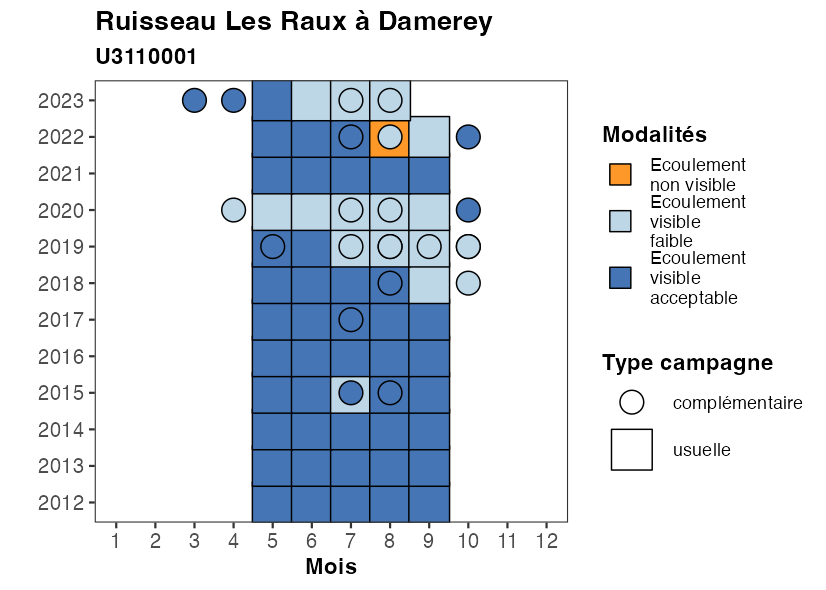 Ruisseau Les Raux à Damerey
U3110001
2023
2022
2021
2020
2019
2018
2017
2016
2015
2014
2013
2012
1 2 3 4 5 6 7 8 9 10 11 12
Mois
Modalités
Ecoulement
non visible
Ecoulement
visible
faible
Ecoulement
visible
acceptable
Type campagne
complémentaire
usuelle